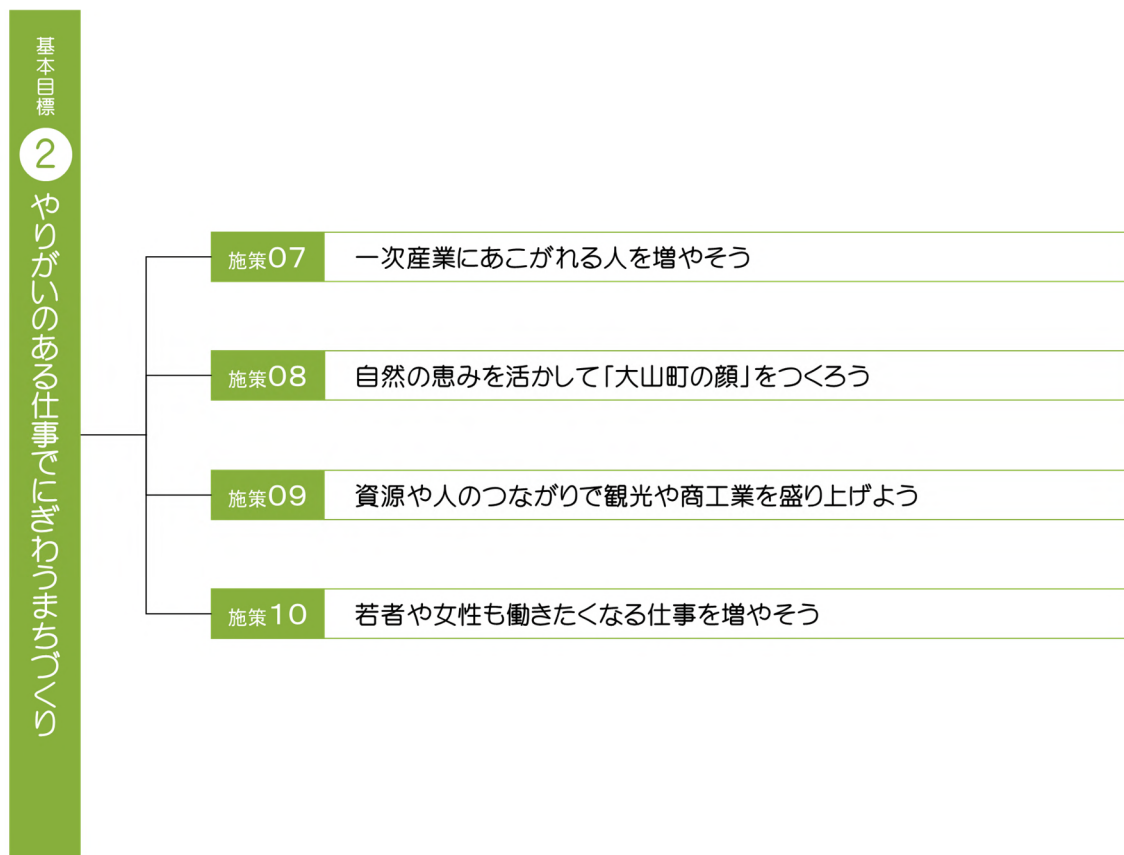 基本目標
2
やりがいのある仕事でにぎわうまちづくり
施策07 一次産業にあこがれる人を増やそう
施策08 自然の恵みを活かして「大山町の顔」をつくろう
施策09 資源や人のつながりで観光や商工業を盛り上げよう
施策10 若者や女性も働きたくなる仕事を増やそう